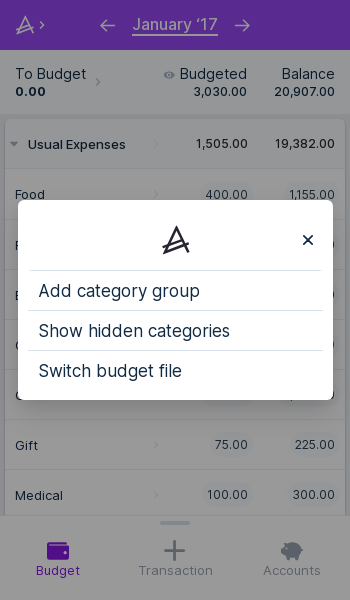 January ‘17
To Budget Budgeted Balance
0.00 3,030.00 20,907.00
Usual Expenses 1,505.00 19,382.00
Food 400.00 1,155.00
Add category group
Show hidden categories
Switch budget file
Gift 75.00 225.00
Medical 100.00 300.00
Budget Transaction Accounts